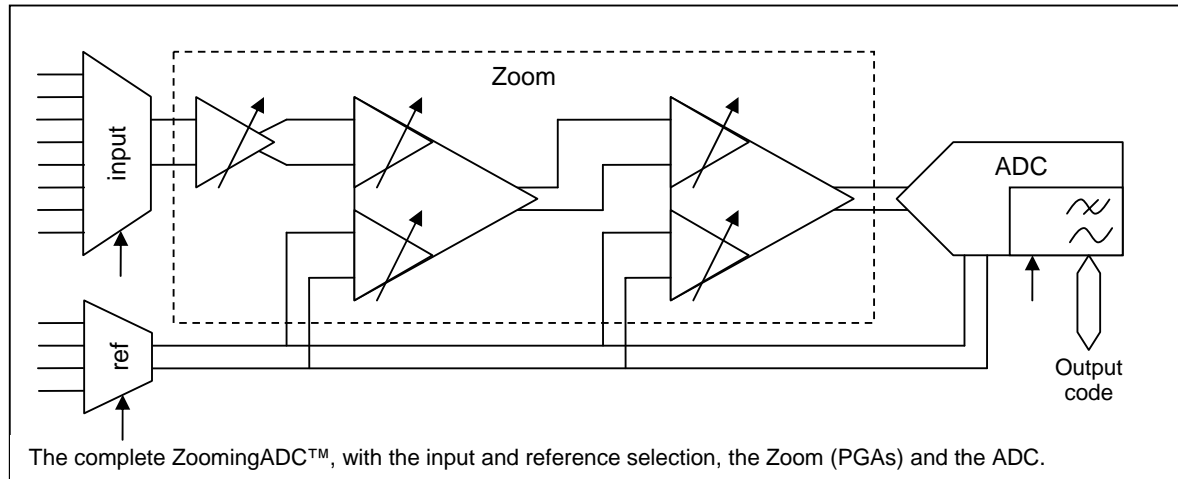 Zoom
input
ADC
ref
Output
code
The complete ZoomingADC™, with the input and reference selection, the Zoom (PGAs) and the ADC.